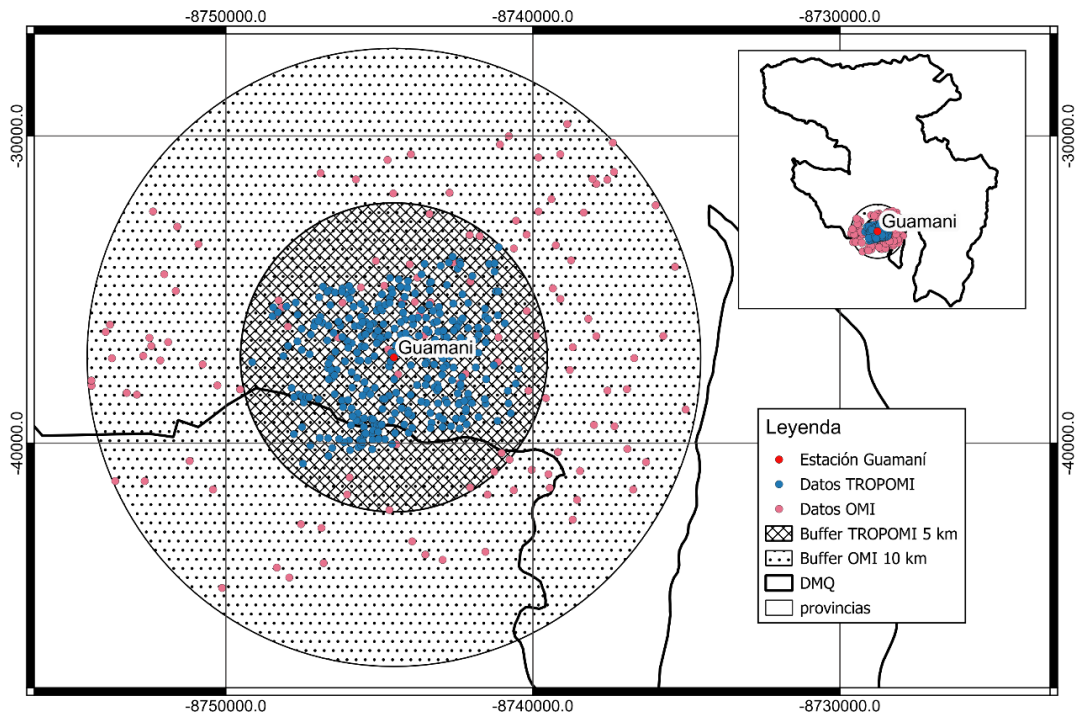 -8750000.0 -8740000.0 -8730000.0
-30000.0 -30000.0
Guamani
Guamani
-40000.0 -40000.0
Leyenda
Estación Guamaní
Datos TROPOMI
Datos OMI
Buffer TROPOMI 5 km
Buffer OMI 10 km
DMQ
provincias
-8750000.0 -8740000.0 -8730000.0